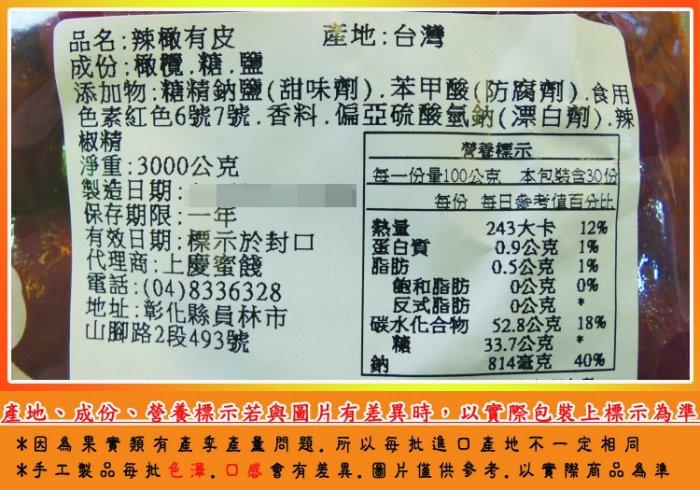 品名:辣橄有皮 產地:台灣
成份:橄欖.糖.鹽
添加物:糖精鈉鹽(甜味劑).苯甲酸(防腐劑).食用
色素紅色6號7號.香料.偏亞硫酸氫鈉(漂白劑).辣
椒精
淨重:3000公克
製造日期:
保存期限:一年
有效日期:標示於封口
代理商:上慶蜜餞
電話:(04)8336328
地址:彰化縣員林市
山腳路2段493號
營養標示
每一份量100公克 本包裝含30份
每份 每日參考值百分比
熱量 243大卡 12%
蛋白質 0.9公克 1%
脂肪 0.5公克 1%
飽和脂肪 0公克 0%
反式脂肪 0公克 *
碳水化合物 52.8公克 18%
糖 33.7公克 *
鈉 814毫克 40%
產地、成份、營養標示若與圖片有差異時,以實際包裝上標示為準
*因為果實類有產季產量問題.所以每批進口產地不一定相同
*手工製品每批色澤.口感會有差異.圖片僅供參考.以實際商品為準